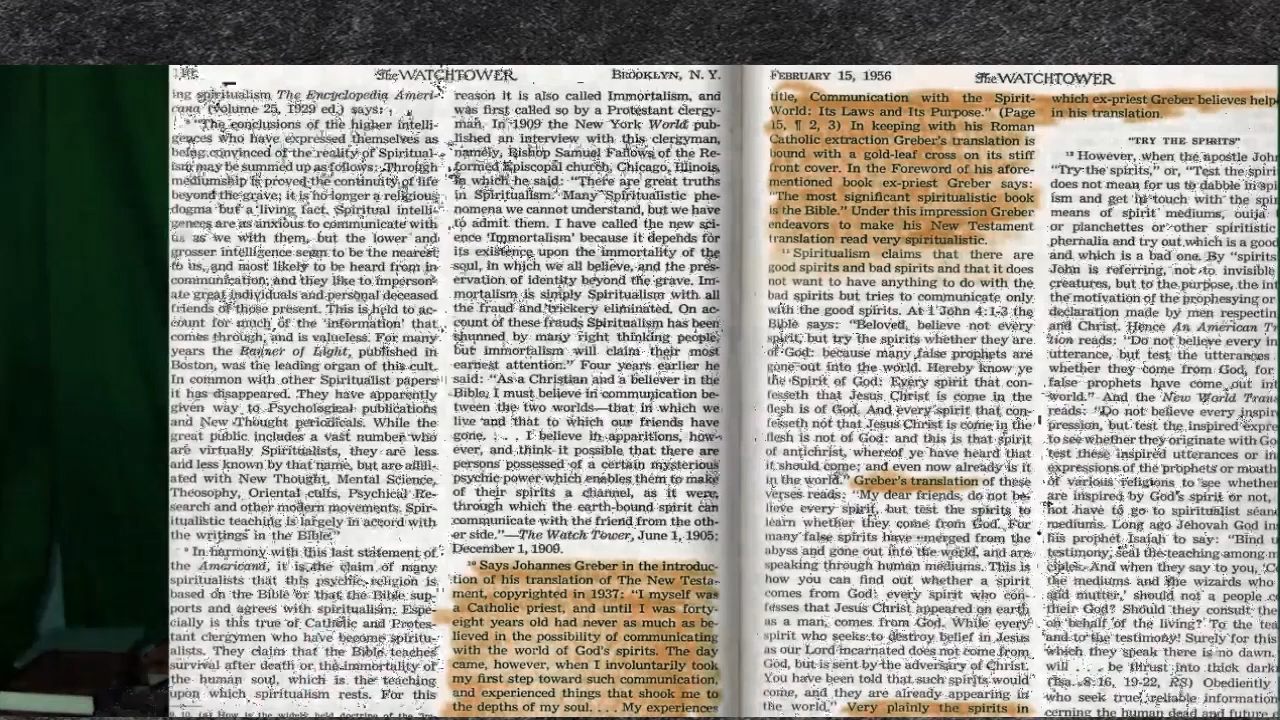 The WATCHTOWER
BROOKLYN, N. Y.
ing spiritualism The Encyclopedia Ameri-
cana (volume 25, 1929 ed.) says:
"The conclusions of the higher intelli-
gences who have expressed themselves as
being convinced of the reality of Spiritual-
ism may be summed up as follows: Through
mediumship is proved the continuity of life
beyond the grave; it is no longer a religious
dogma but a living fact. Spiritual intelli-
gences are as anxious to communicate with
us as we with them, but the lower and
grosser intelligence seem to be the nearest
to us, and most likely to be heard from in
communication, and they like to imperson-
ate great individuals and personal deceased
friends of those present. This is held to ac-
count for much of the 'information' that
comes through, and is valueless. For many
years the Banner of Light, published in
Boston, was the leading organ of this cult.
In common with other Spiritualist papers
it has disappeared. They have apparently
given way to Psychological publications
and New Thought periodicals. While the
great public includes a vast number who
are virtually Spiritualists, they are less
and less known by that name, but are affili-
ated with New Thought, Mental Science,
Theosophy, Oriental cults, Psychical Re-
search and other modern movements. Spir-
itualistic teaching is largely in accord with
the writings in the Bible."
⁹ In harmony with this last statement of
the Americana, it is the claim of many
spiritualists that this psychic religion is
based on the Bible or that the Bible sup-
ports and agrees with spiritualism. Espe-
cially is this true of Catholic and Protes-
tant clergymen who have become spiritu-
alists. They claim that the Bible teaches
survival after death or the immortality of
the human soul, which is the teaching
upon which spiritualism rests. For this
reason it is also called Immortalism, and
was first called so by a Protestant clergy-
man. In 1909 the New York World pub-
lished an interview with this clergyman,
namely, Bishop Samuel Fallows of the Re-
formed Episcopal church, Chicago, Illinois,
in which he said: "There are great truths
in Spiritualism. Many Spiritualistic phe-
nomena we cannot understand, but we have
to admit them. I have called the new sci-
ence 'Immortalism' because it depends for
its existence upon the immortality of the
soul, in which we all believe, and the pres-
ervation of identity beyond the grave. Im-
mortalism is simply Spiritualism with all
the fraud and trickery eliminated. On ac-
count of these frauds Spiritualism has been
shunned by many right thinking people,
but immortalism will claim their most
earnest attention." Four years earlier he
said: "As a Christian and a believer in the
Bible, I must believe in communication be-
tween the two worlds—that in which we
live and that to which our friends have
gone. . . . I believe in apparitions, how-
ever, and think it possible that there are
persons possessed of a certain mysterious
psychic power which enables them to make
of their spirits a channel, as it were,
through which the earth-bound spirit can
communicate with the friend from the oth-
er side."—The Watch Tower, June 1, 1905;
December 1, 1909.
¹⁰ Says Johannes Greber in the introduc-
tion of his translation of The New Testa-
ment, copyrighted in 1937: "I myself was
a Catholic priest, and until I was forty-
eight years old had never as much as be-
lieved in the possibility of communicating
with the world of God's spirits. The day
came, however, when I involuntarily took
my first step toward such communication,
and experienced things that shook me to
the depths of my soul. . . . My experiences
FEBRUARY 15, 1956
The WATCHTOWER
title, Communication with the Spirit-
World: Its Laws and Its Purpose." (Page
15, ¶ 2, 3) In keeping with his Roman
Catholic extraction Greber's translation is
bound with a gold-leaf cross on its stiff
front cover. In the Foreword of his afore-
mentioned book ex-priest Greber says:
"The most significant spiritualistic book
is the Bible." Under this impression Greber
endeavors to make his New Testament
translation read very spiritualistic.
¹¹ Spiritualism claims that there are
good spirits and bad spirits and that it does
not want to have anything to do with the
bad spirits but tries to communicate only
with the good spirits. At 1 John 4:1-3 the
Bible says: "Beloved, believe not every
spirit, but try the spirits whether they are
of God: because many false prophets are
gone out into the world. Hereby know ye
the Spirit of God: Every spirit that con-
fesseth that Jesus Christ is come in the
flesh is of God. And every spirit that con-
fesseth not that Jesus Christ is come in the
flesh is not of God: and this is that spirit
of antichrist, whereof ye have heard that
it should come; and even now already is it
in the world." Greber's translation of these
verses reads: "My dear friends, do not be-
lieve every spirit, but test the spirits to
learn whether they come from God. For
many false spirits have emerged from the
abyss and gone out into the world, and are
speaking through human mediums. This is
how you can find out whether a spirit
comes from God: every spirit who con-
fesses that Jesus Christ appeared on earth
as a man, comes from God. While every
spirit who seeks to destroy belief in Jesus
as our Lord incarnated does not come from
God, but is sent by the adversary of Christ.
You have been told that such spirits would
come, and they are already appearing in
the world." Very plainly the spirits in
which ex-priest Greber believes help
in his translation.
"TRY THE SPIRITS"
¹² However, when the apostle John
"Try the spirits," or, "Test the spiri
does not mean for us to dabble in spi
ism and get in touch with the spi
means of spirit mediums, ouija
or planchettes or other spiritistic
phernalia and try out which is a good
and which is a bad one. By "spirits
John is referring, not to invisible
creatures, but to the purpose, the int
the motivation of the prophesying or
declaration made by men respectin
and Christ. Hence An American T
tion reads: "Do not believe every in
utterance, but test the utterances
whether they come from God, for
false prophets have come out int
world." And the New World Tran
reads: "Do not believe every inspir
pression, but test the inspired expre
to see whether they originate with Go
test these inspired utterances or in
expressions of the prophets or mouth
of various religions to see whether
are inspired by God's spirit or not,
not have to go to spiritualist séan
mediums. Long ago Jehovah God in
his prophet Isaiah to say: "Bind u
testimony, seal the teaching among m
ciples. And when they say to you, 'C
the mediums and the wizards who
and mutter,' should not a people c
their God? Should they consult the
on behalf of the living? To the tea
and to the testimony! Surely for this
which they speak there is no dawn.
will . . . be thrust into thick dark
(Isa. 8:16, 19-22, RS) Obediently
who seek true, reliable information
cerning the human dead and future e